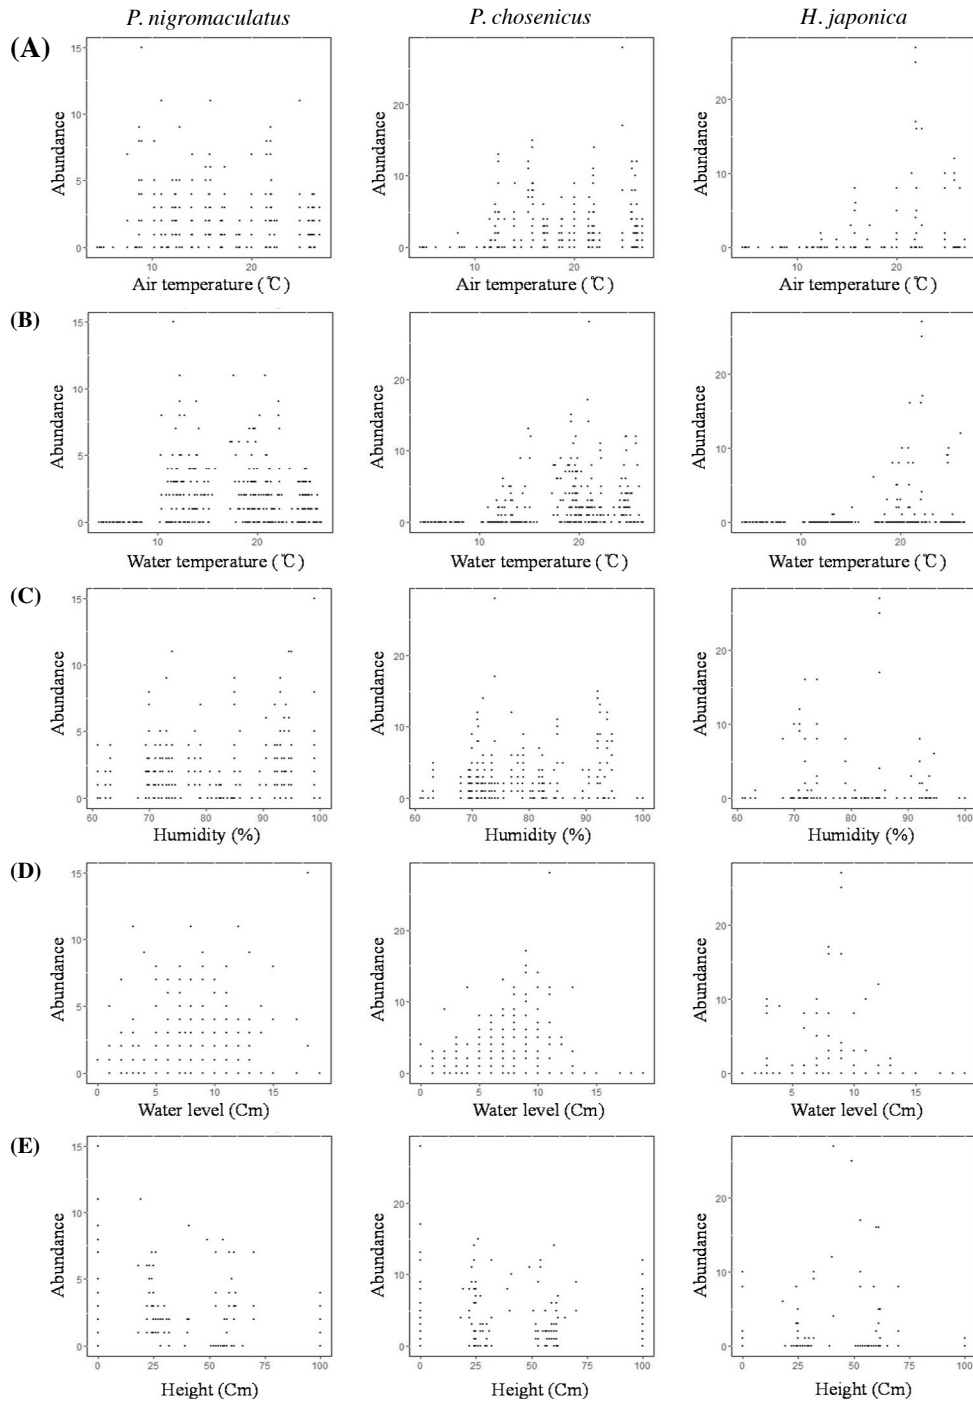 P. nigromaculatus P. chosenicus H. japonica
(A)
Abundance 15 10 5 0
10 20
Air temperature (℃)
Abundance 20 10 0
10 20
Air temperature (℃)
Abundance 20 10 0
10 20
Air temperature (℃)
(B)
Abundance 15 10 5 0
10 20
Water temperature (℃)
Abundance 20 10 0
10 20
Water temperature (℃)
Abundance 20 10 0
10 20
Water temperature (℃)
(C)
Abundance 15 10 5 0
60 70 80 90 100
Humidity (%)
Abundance 20 10 0
60 70 80 90 100
Humidity (%)
Abundance 20 10 0
60 70 80 90 100
Humidity (%)
(D)
Abundance 15 10 5 0
0 5 10 15
Water level (Cm)
Abundance 20 10 0
0 5 10 15
Water level (Cm)
Abundance 20 10 0
5 10 15
Water level (Cm)
(E)
Abundance 15 10 5 0
0 25 50 75 100
Height (Cm)
Abundance 20 10 0
0 25 50 75 100
Height (Cm)
Abundance 20 10 0
0 25 50 75 100
Height (Cm)